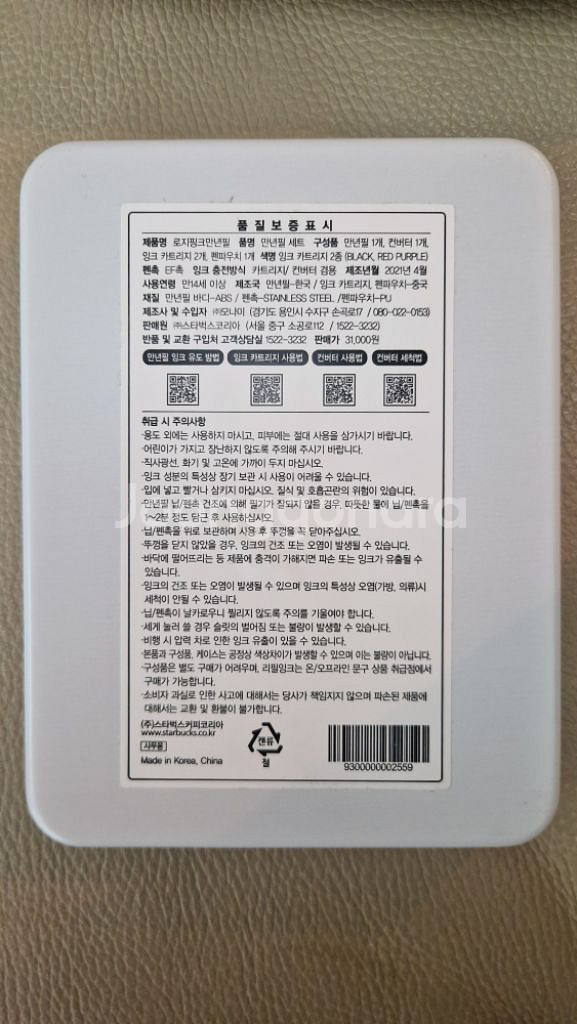 품질보증표시
제품명 로지핑크만년필 품명 만년필 세트 구성품 만년필 1개, 컨버터 1개,
잉크 카트리지 2개, 펜파우치 1개 색명 잉크 카트리지 2종 (BLACK, RED PURPLE)
펜촉 EF촉 잉크 충전방식 카트리지/ 컨버터 겸용 제조년월 2021년 4월
사용연령 만14세 이상 제조국 만년필-한국 / 잉크 카트리지, 펜파우치-중국
재질 만년필 바디-ABS / 펜촉-STAINLESS STEEL /펜파우치-PU
제조사 및 수입자 ㈜모나미 (경기도 용인시 수지구 손곡로17 / 080-022-0153)
판매원 ㈜스타벅스코리아 (서울 중구 소공로112 / 1522-3232)
반품 및 교환 구입처 고객상담실 1522-3232 판매가 31,000원
만년필 잉크 유도 방법 잉크 카트리지 사용법 컨버터 사용법 컨버터 세척법
취급 시 주의사항
-용도 외에는 사용하지 마시고, 피부에는 절대 사용을 삼가시기 바랍니다.
-어린이가 가지고 장난하지 않도록 주의해 주시기 바랍니다.
-직사광선, 화기 및 고온에 가까이 두지 마십시오.
-잉크 성분의 특성상 장기 보관 시 사용이 어려울 수 있습니다.
-입에 넣고 빨거나 삼키지 마십시오. 질식 및 호흡곤란의 위험이 있습니다.
-만년필 닙/펜촉 건조에 의해 필기가 잘되지 않을 경우, 따뜻한 물에 닙/펜촉을
1~2분 정도 담근 후 사용하십시오.
-닙/펜촉을 위로 보관하며 사용 후 뚜껑을 꼭 닫아주십시오.
-뚜껑을 닫지 않았을 경우, 잉크의 건조 또는 오염이 발생될 수 있습니다.
-바닥에 떨어뜨리는 등 제품에 충격이 가해지면 파손 또는 잉크가 유출될 수
있습니다.
-잉크의 건조 또는 오염이 발생될 수 있으며 잉크의 특성상 오염(가방, 의류)시
세척이 안될 수 있습니다.
-닙/펜촉이 날카로우니 찔리지 않도록 주의를 기울여야 합니다.
-세게 눌러 쓸 경우 슬릿의 벌어짐 또는 불량이 발생할 수 있습니다.
-비행 시 압력 차로 인한 잉크 유출이 있을 수 있습니다.
-본품과 구성품, 케이스는 공정상 색상차이가 발생할 수 있으며 이는 불량이 아닙니다.
-구성품은 별도 구매가 어려우며, 리필잉크는 온/오프라인 문구 상품 취급점에서
구매가 가능합니다.
-소비자 과실로 인한 사고에 대해서는 당사가 책임지지 않으며 파손된 제품에
대해서는 교환 및 환불이 불가합니다.
(주)스타벅스커피코리아
www.starbucks.co.kr
사무용
Made in Korea, China
캔류
철
9300000002559
Joongonara